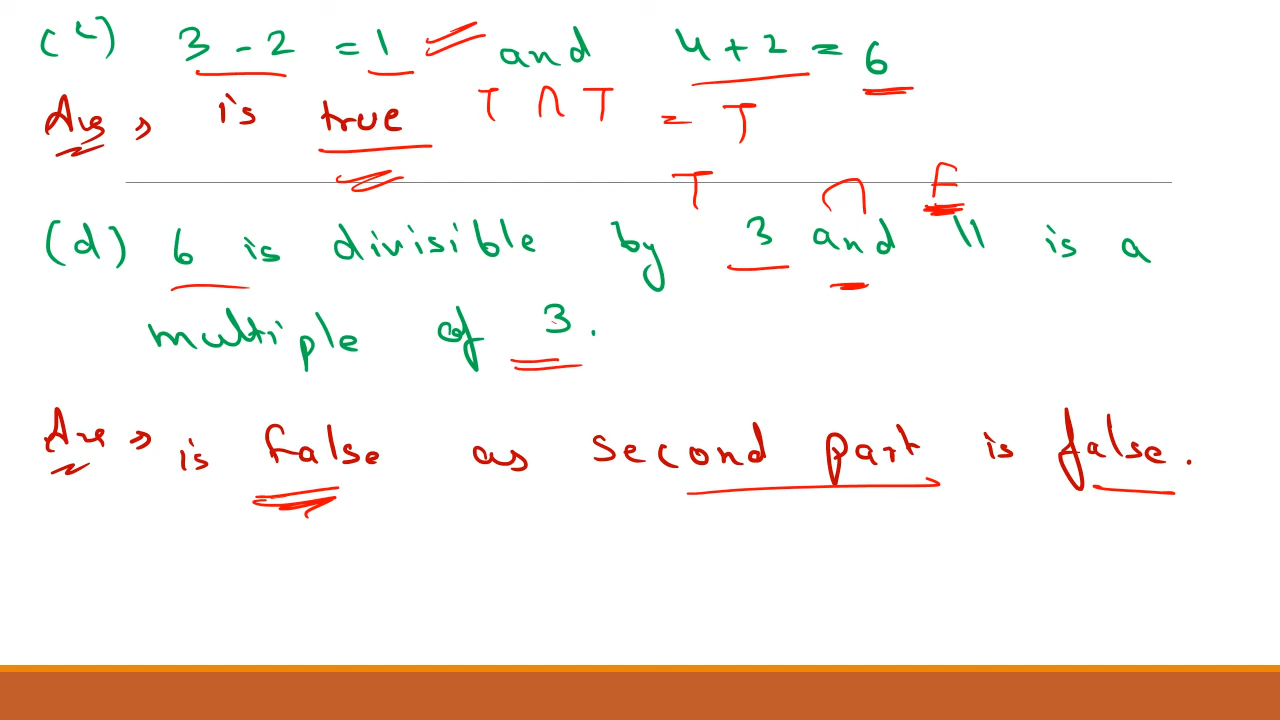 (c) 3 - 2 = 1 and 4 + 2 = 6
Ans → is true T ∩ T = T
T ∩ F
(d) 6 is divisible by 3 and 11 is a
multiple of 3.
Ans → is false as second part is false.